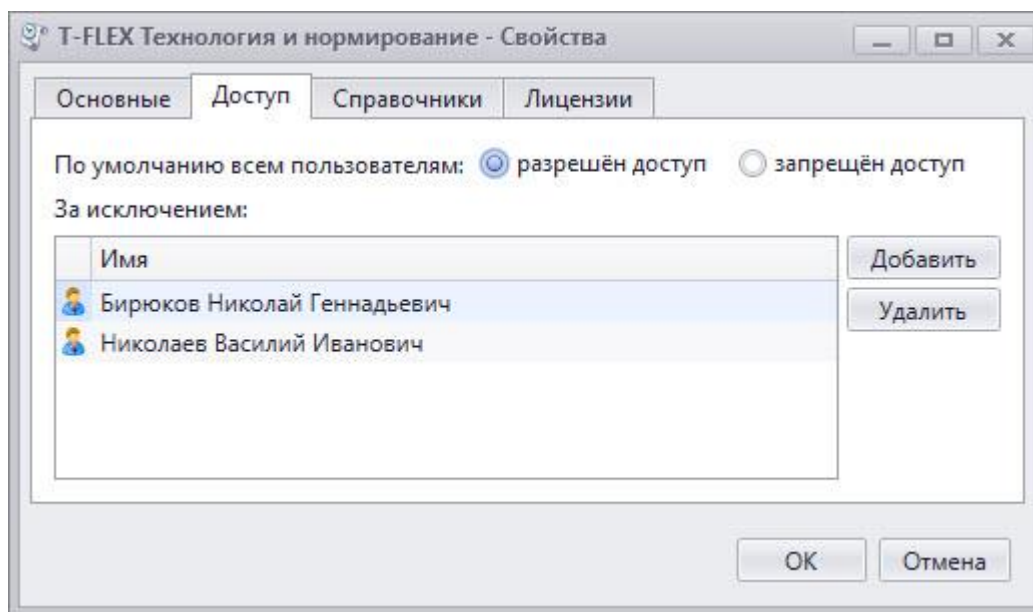 T-FLEX Технология и нормирование - Свойства
Основные Доступ Справочники Лицензии
По умолчанию всем пользователям: разрешён доступ запрещён доступ
За исключением:
Имя Добавить
Бирюков Николай Геннадьевич Удалить
Николаев Василий Иванович
ОК Отмена